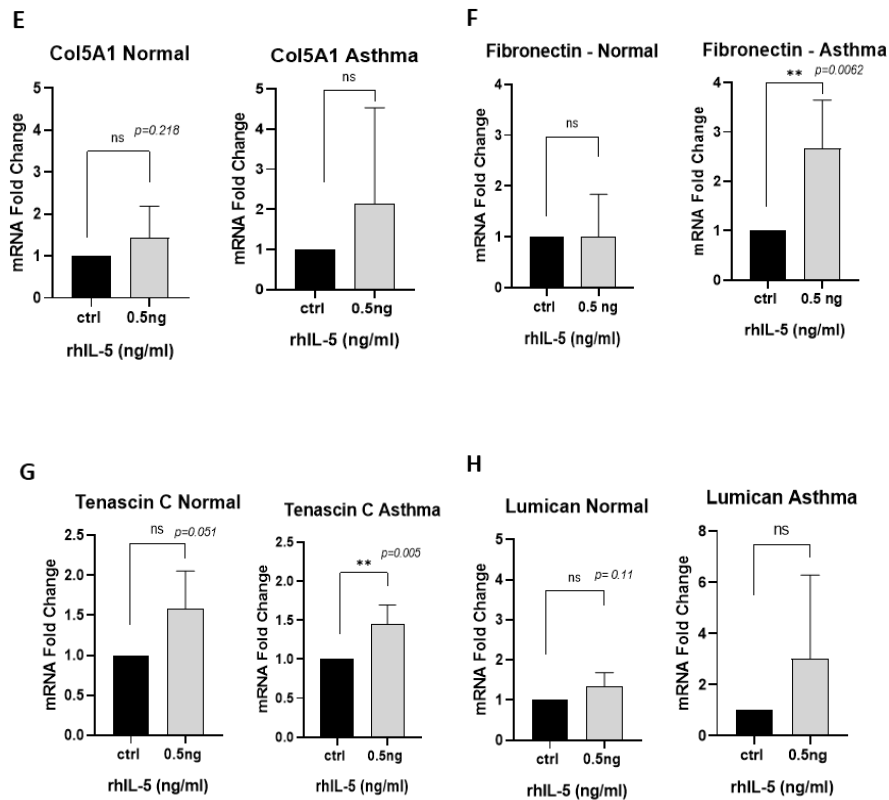 E
Col5A1 Normal
mRNA Fold Change
5
4
3
2
1
0
ns
p=0.218
ctrl
0.5ng
rhIL-5 (ng/ml)
Col5A1 Asthma
mRNA Fold Change
5
4
3
2
1
0
ns
ctrl
0.5ng
rhIL-5 (ng/ml)
F
Fibronectin - Normal
mRNA Fold Change
4
3
2
1
0
ns
ctrl
0.5ng
rhIL-5 (ng/ml)
Fibronectin - Asthma
mRNA Fold Change
4
3
2
1
0
**
p=0.0062
ctrl
0.5 ng
rhIL-5 (ng/ml)
G
Tenascin C Normal
mRNA Fold Change
2.5
2.0
1.5
1.0
0.5
0.0
ns
p=0.051
ctrl
0.5ng
rhIL-5 (ng/ml)
Tenascin C Asthma
mRNA Fold Change
2.5
2.0
1.5
1.0
0.5
0.0
**
p=0.005
ctrl
0.5ng
rhIL-5 (ng/ml)
H
Lumican Normal
mRNA Fold Change
5
4
3
2
1
0
ns
p= 0.11
ctrl
0.5ng
rhIL-5 (ng/ml)
Lumican Asthma
mRNA Fold Change
8
6
4
2
0
ns
ctrl
0.5ng
rhIL-5 (ng/ml)